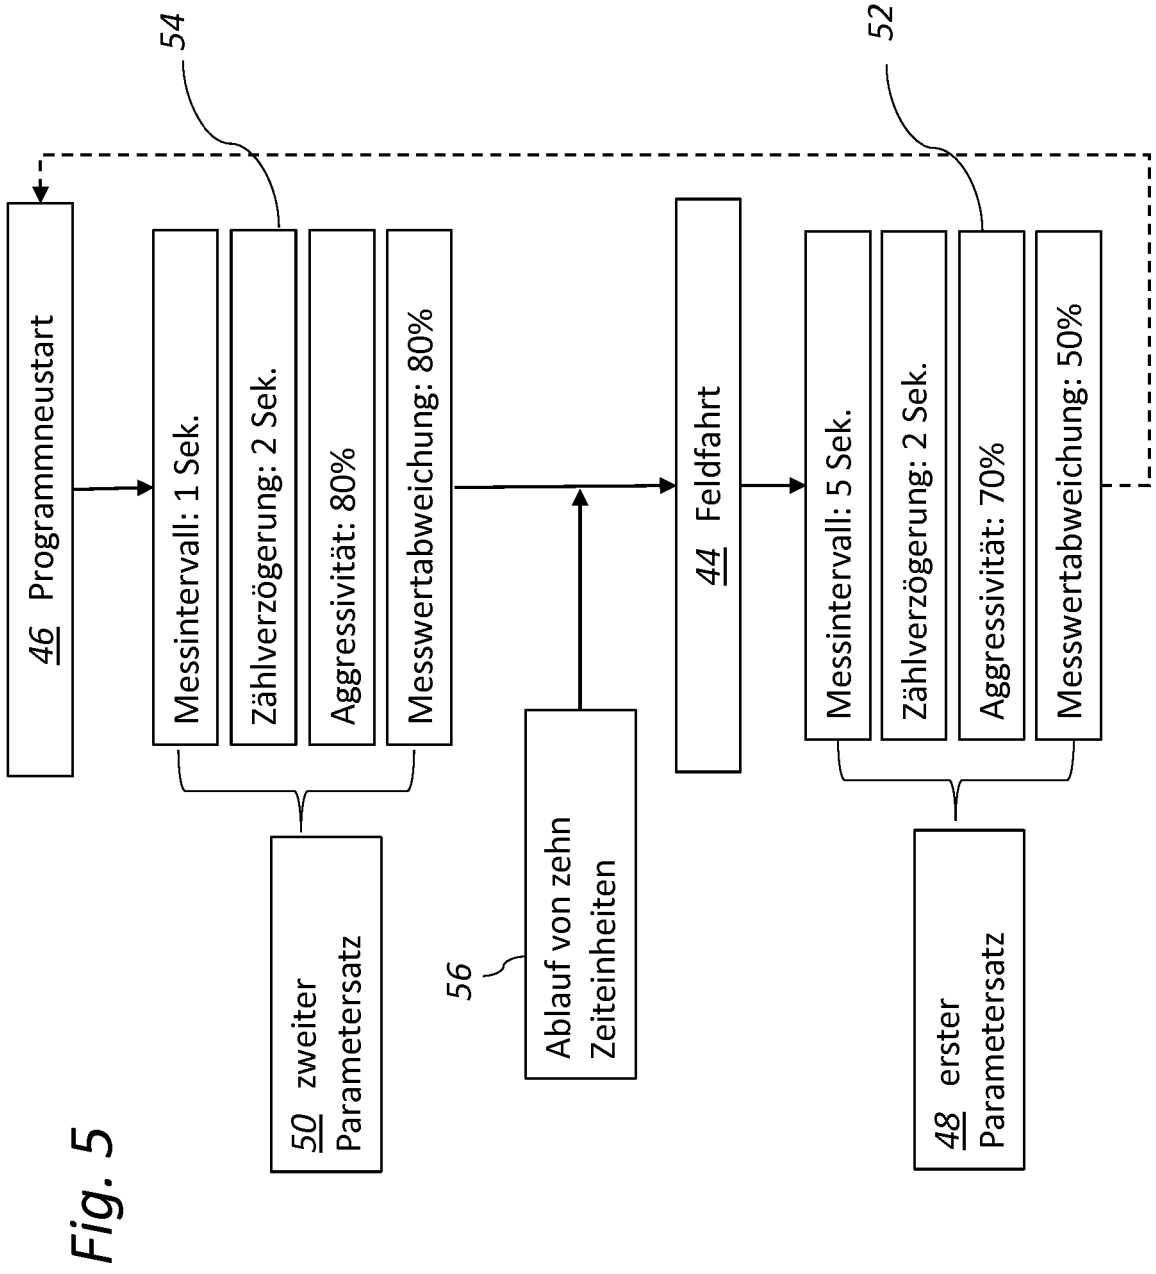 Fig. 5
46 Programmneustart
54
Messintervall: 1 Sek.
Zählverzögerung: 2 Sek.
Aggressivität: 80%
Messwertabweichung: 80%
50 zweiter
Parametersatz
56
Ablauf von zehn
Zeiteinheiten
44 Feldfahrt
52
Messintervall: 5 Sek.
Zählverzögerung: 2 Sek.
Aggressivität: 70%
Messwertabweichung: 50%
48 erster
Parametersatz